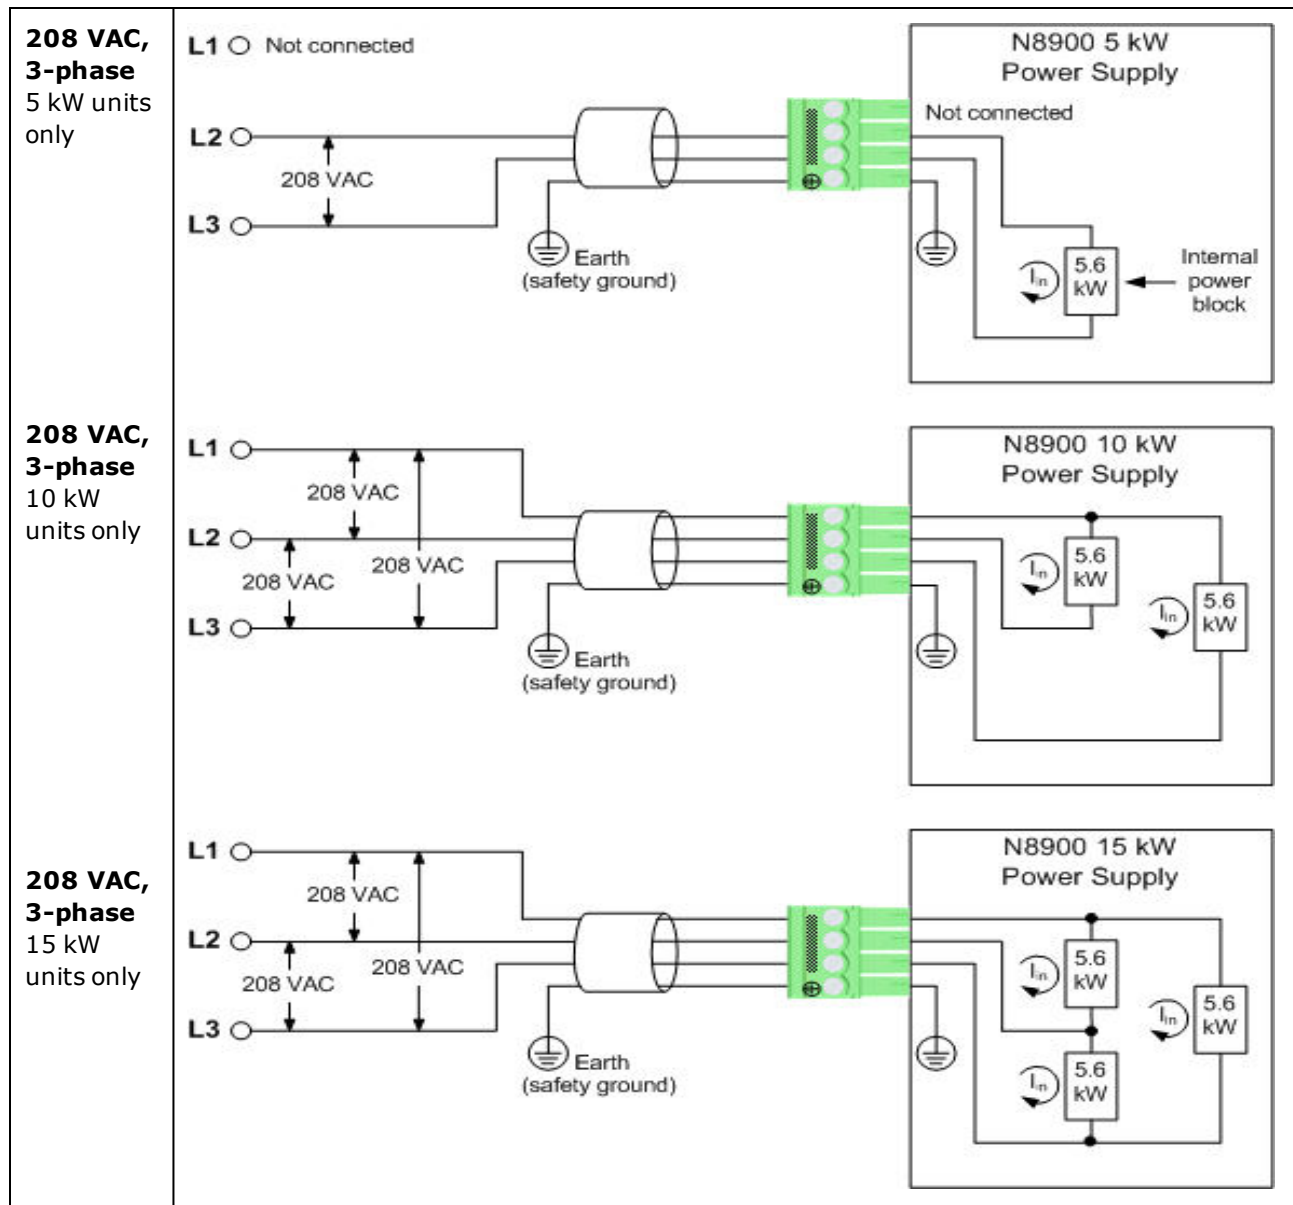 208 VAC,
3-phase
5 kW units
only
L1 Not connected
L2
208 VAC
L3
Earth
(safety ground)
N8900 5 kW
Power Supply
Not connected
Iin
5.6
kW
Internal
power
block
208 VAC,
3-phase
10 kW
units only
L1
208 VAC
L2
208 VAC
208 VAC
L3
Earth
(safety ground)
N8900 10 kW
Power Supply
Iin
5.6
kW
Iin
5.6
kW
208 VAC,
3-phase
15 kW
units only
L1
208 VAC
L2
208 VAC
208 VAC
L3
Earth
(safety ground)
N8900 15 kW
Power Supply
Iin
5.6
kW
Iin
5.6
kW
Iin
5.6
kW